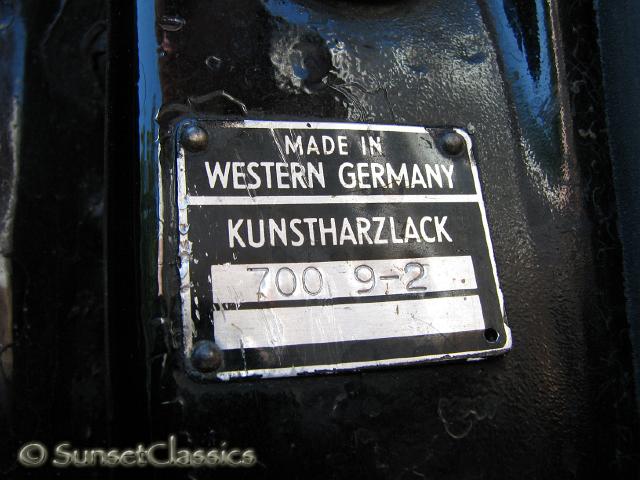 MADE IN
WESTERN GERMANY
KUNSTHARZLACK
700 9-2
© SunsetClassics